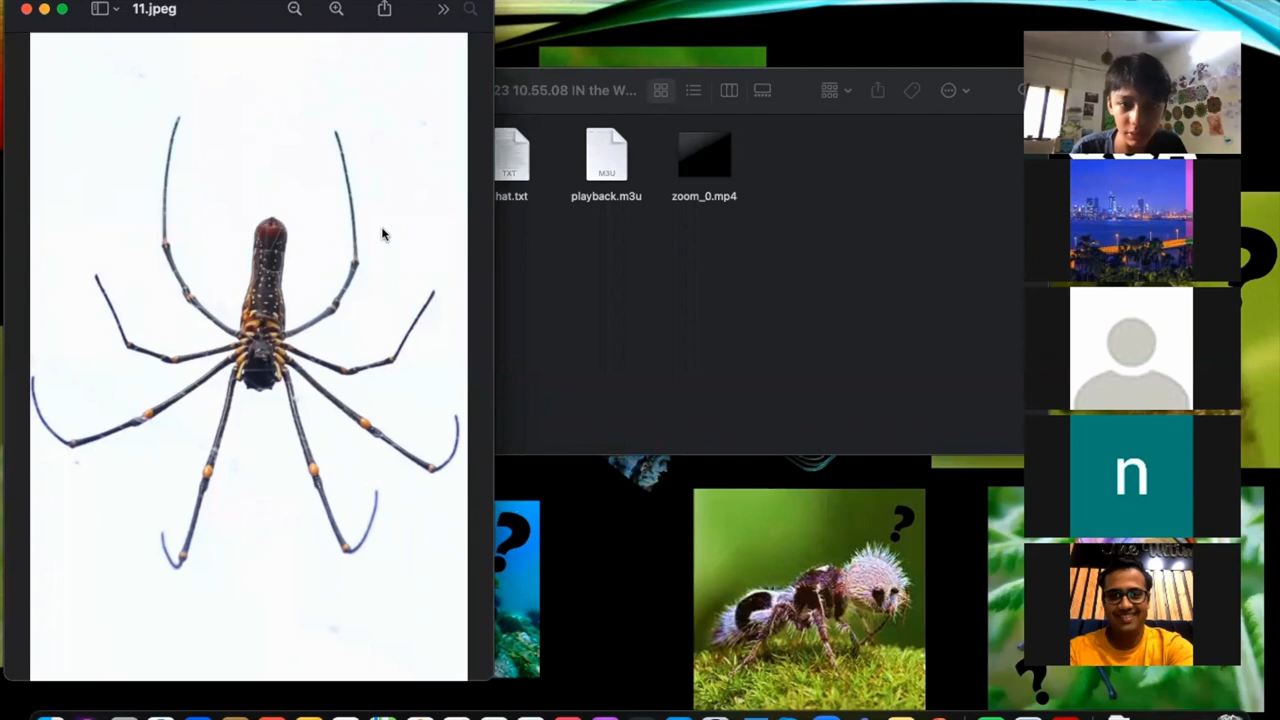 11.jpeg
23 10.55.08 IN the W...
TXT
M3U
hat.txt
playback.m3u
zoom_0.mp4
?
?
?
?
n